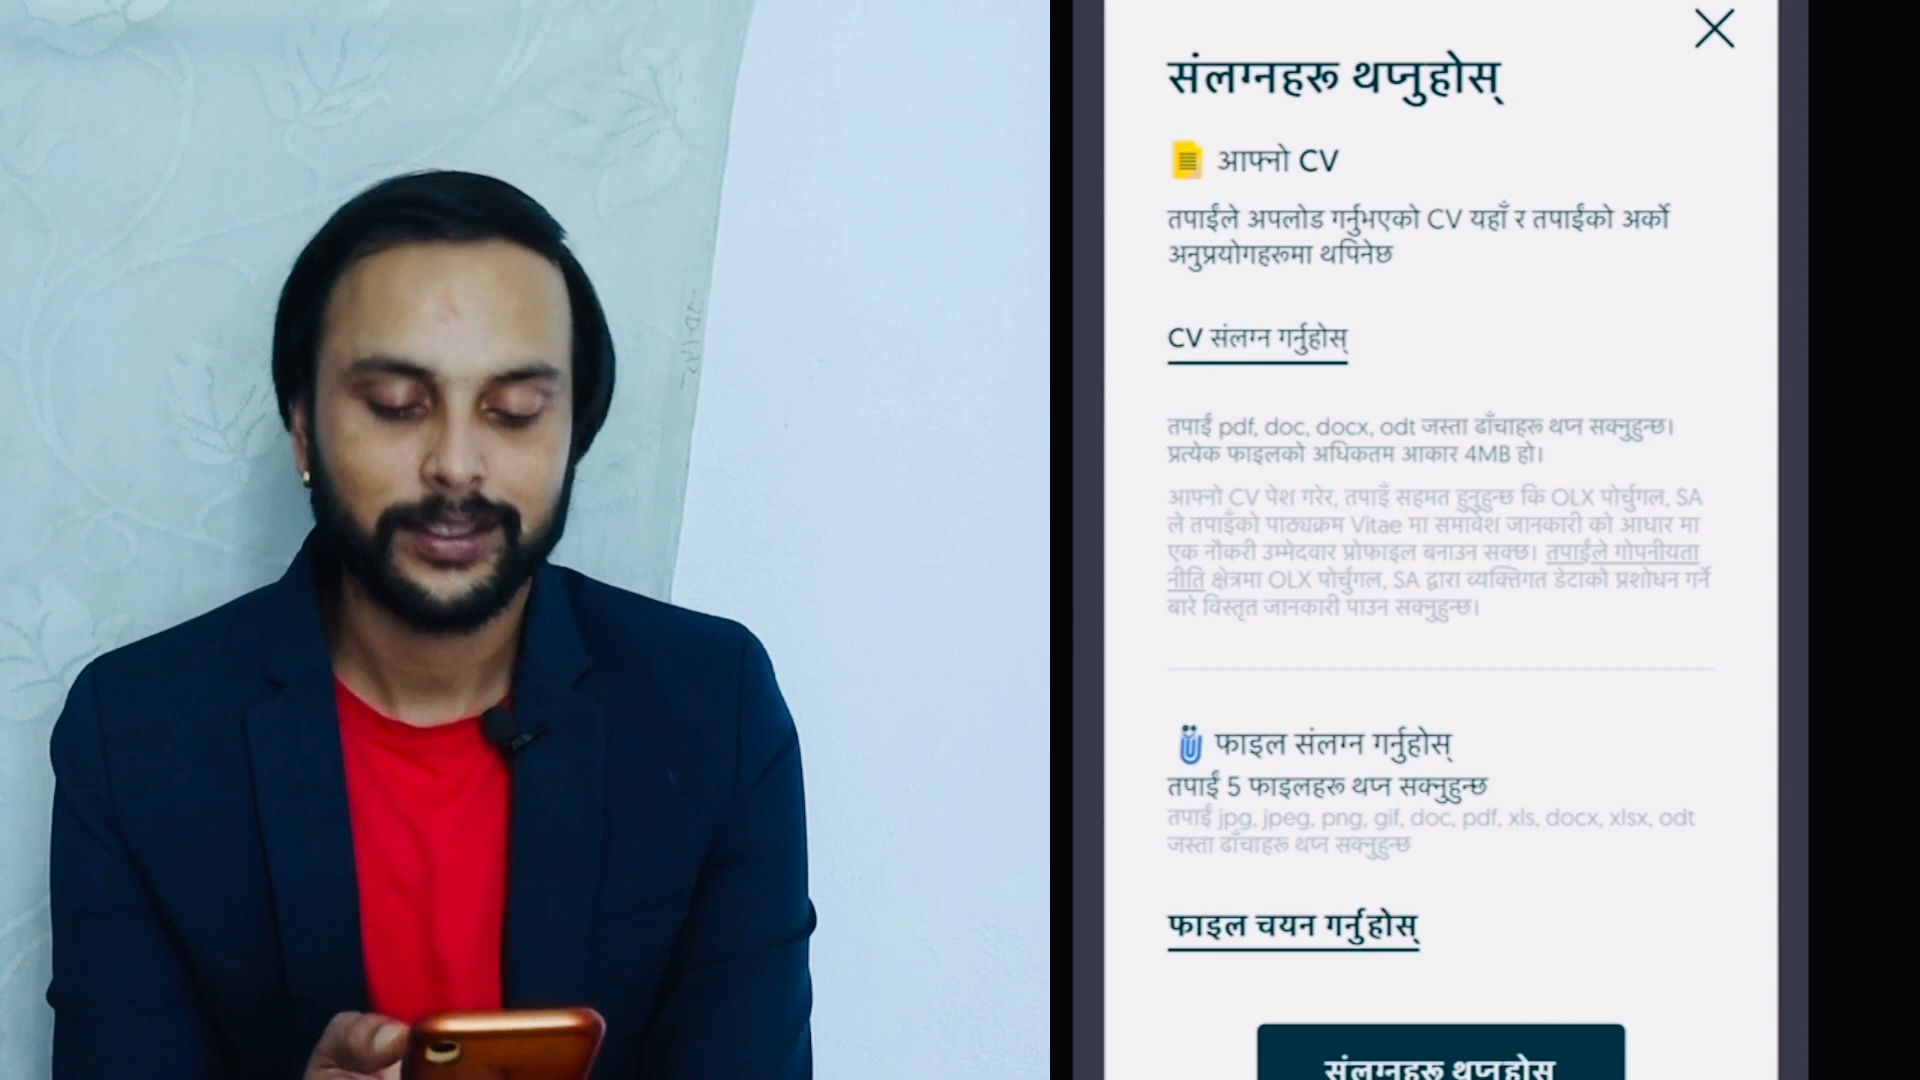 संलग्नहरू थप्नुहोस्
आफ्नो CV
तपाईंले अपलोड गर्नुभएको CV यहाँ र तपाईंको अर्को
अनुप्रयोगहरूमा थपिनेछ
CV संलग्न गर्नुहोस्
तपाईं pdf, doc, docx, odt जस्ता ढाँचाहरू थप्न सक्नुहुन्छ।
प्रत्येक फाइलको अधिकतम आकार 4MB हो।
आफ्नो CV पेश गरेर, तपाइँ सहमत हुनुहुन्छ कि OLX पोर्चुगल, SA
ले तपाइँको पाठ्यक्रम Vitae मा समावेश जानकारी को आधार मा
एक नौकरी उम्मेदवार प्रोफाइल बनाउन सक्छ। तपाईंले गोपनीयता
नीति क्षेत्रमा OLX पोर्चुगल, SA द्वारा व्यक्तिगत डेटाको प्रशोधन गर्ने
बारे विस्तृत जानकारी पाउन सक्नुहुन्छ।
फाइल संलग्न गर्नुहोस्
तपाईं 5 फाइलहरू थप्न सक्नुहुन्छ
तपाईं jpg, jpeg, png, gif, doc, pdf, xls, docx, xlsx, odt
जस्ता ढाँचाहरू थप्न सक्नुहुन्छ
फाइल चयन गर्नुहोस्
संलग्नहरू थप्नुहोस्